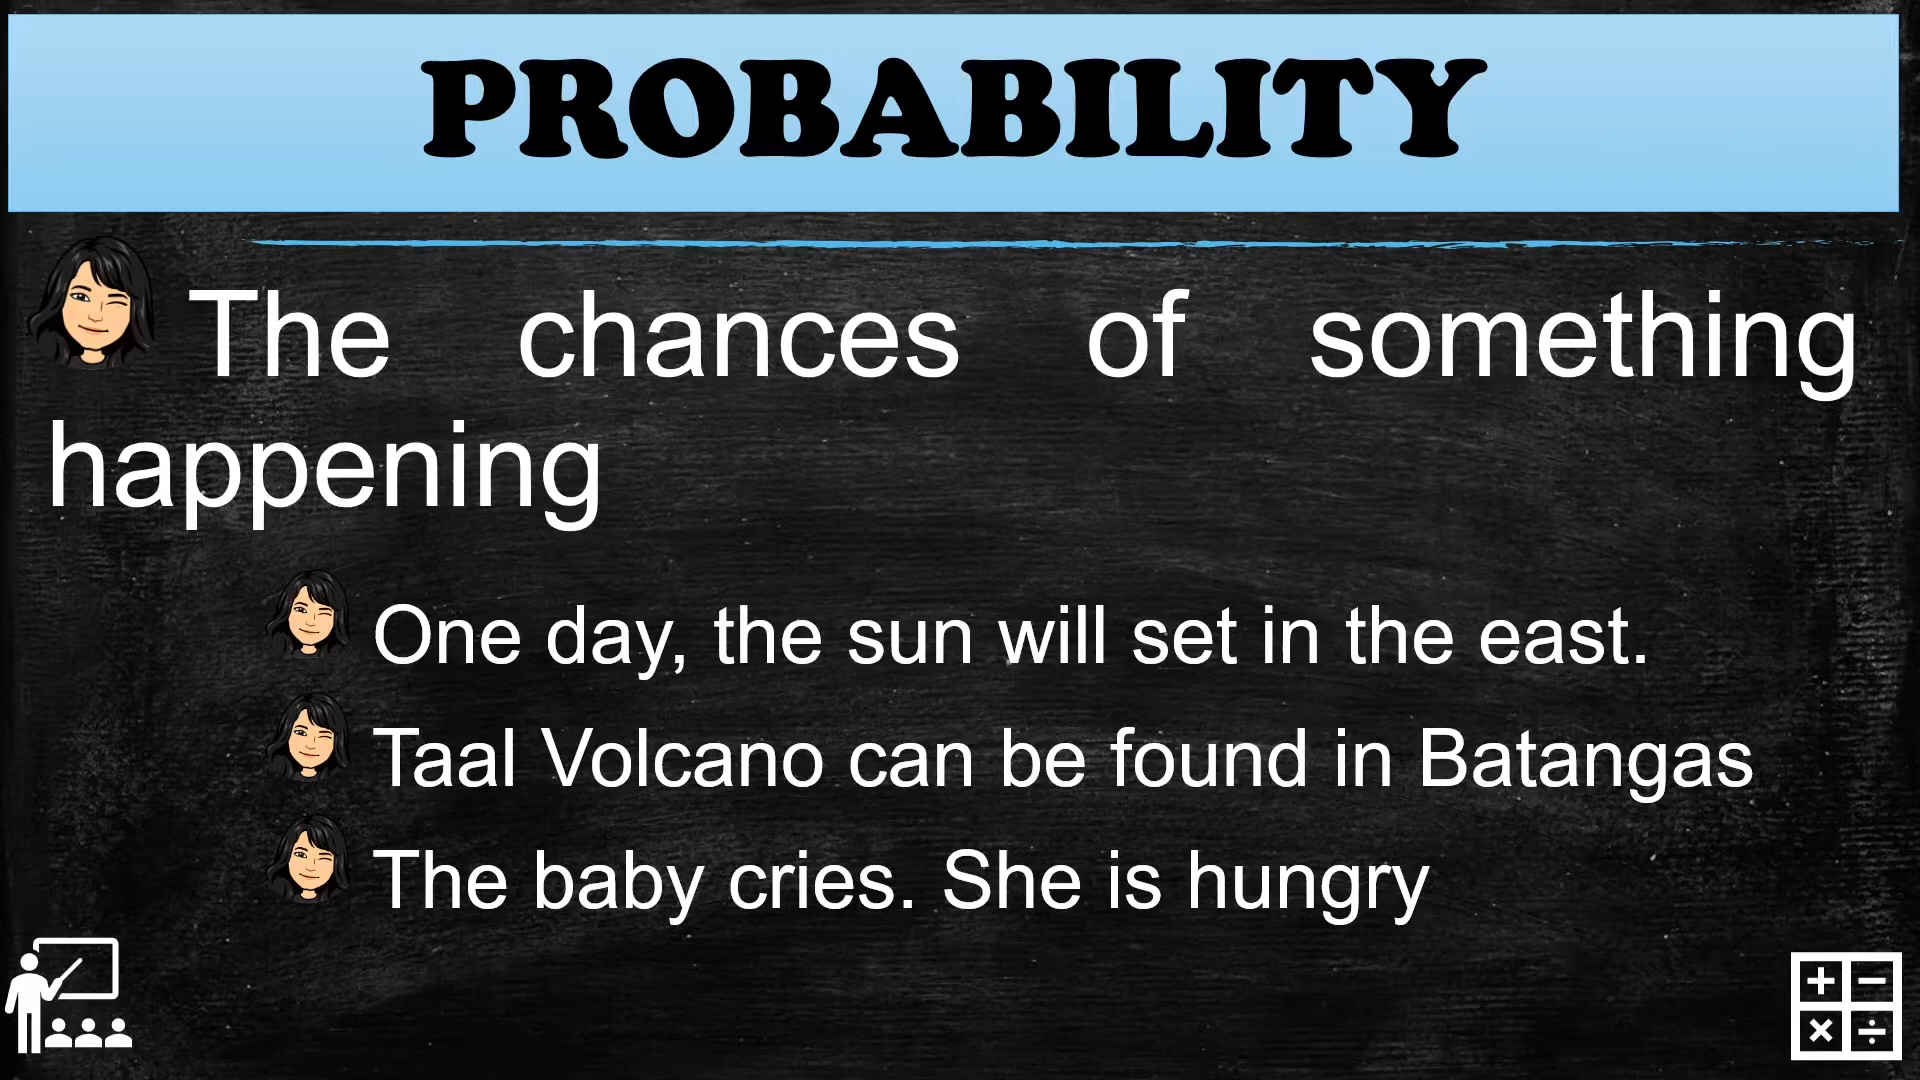 PROBABILITY
The chances of something
happening
One day, the sun will set in the east.
Taal Volcano can be found in Batangas
The baby cries. She is hungry